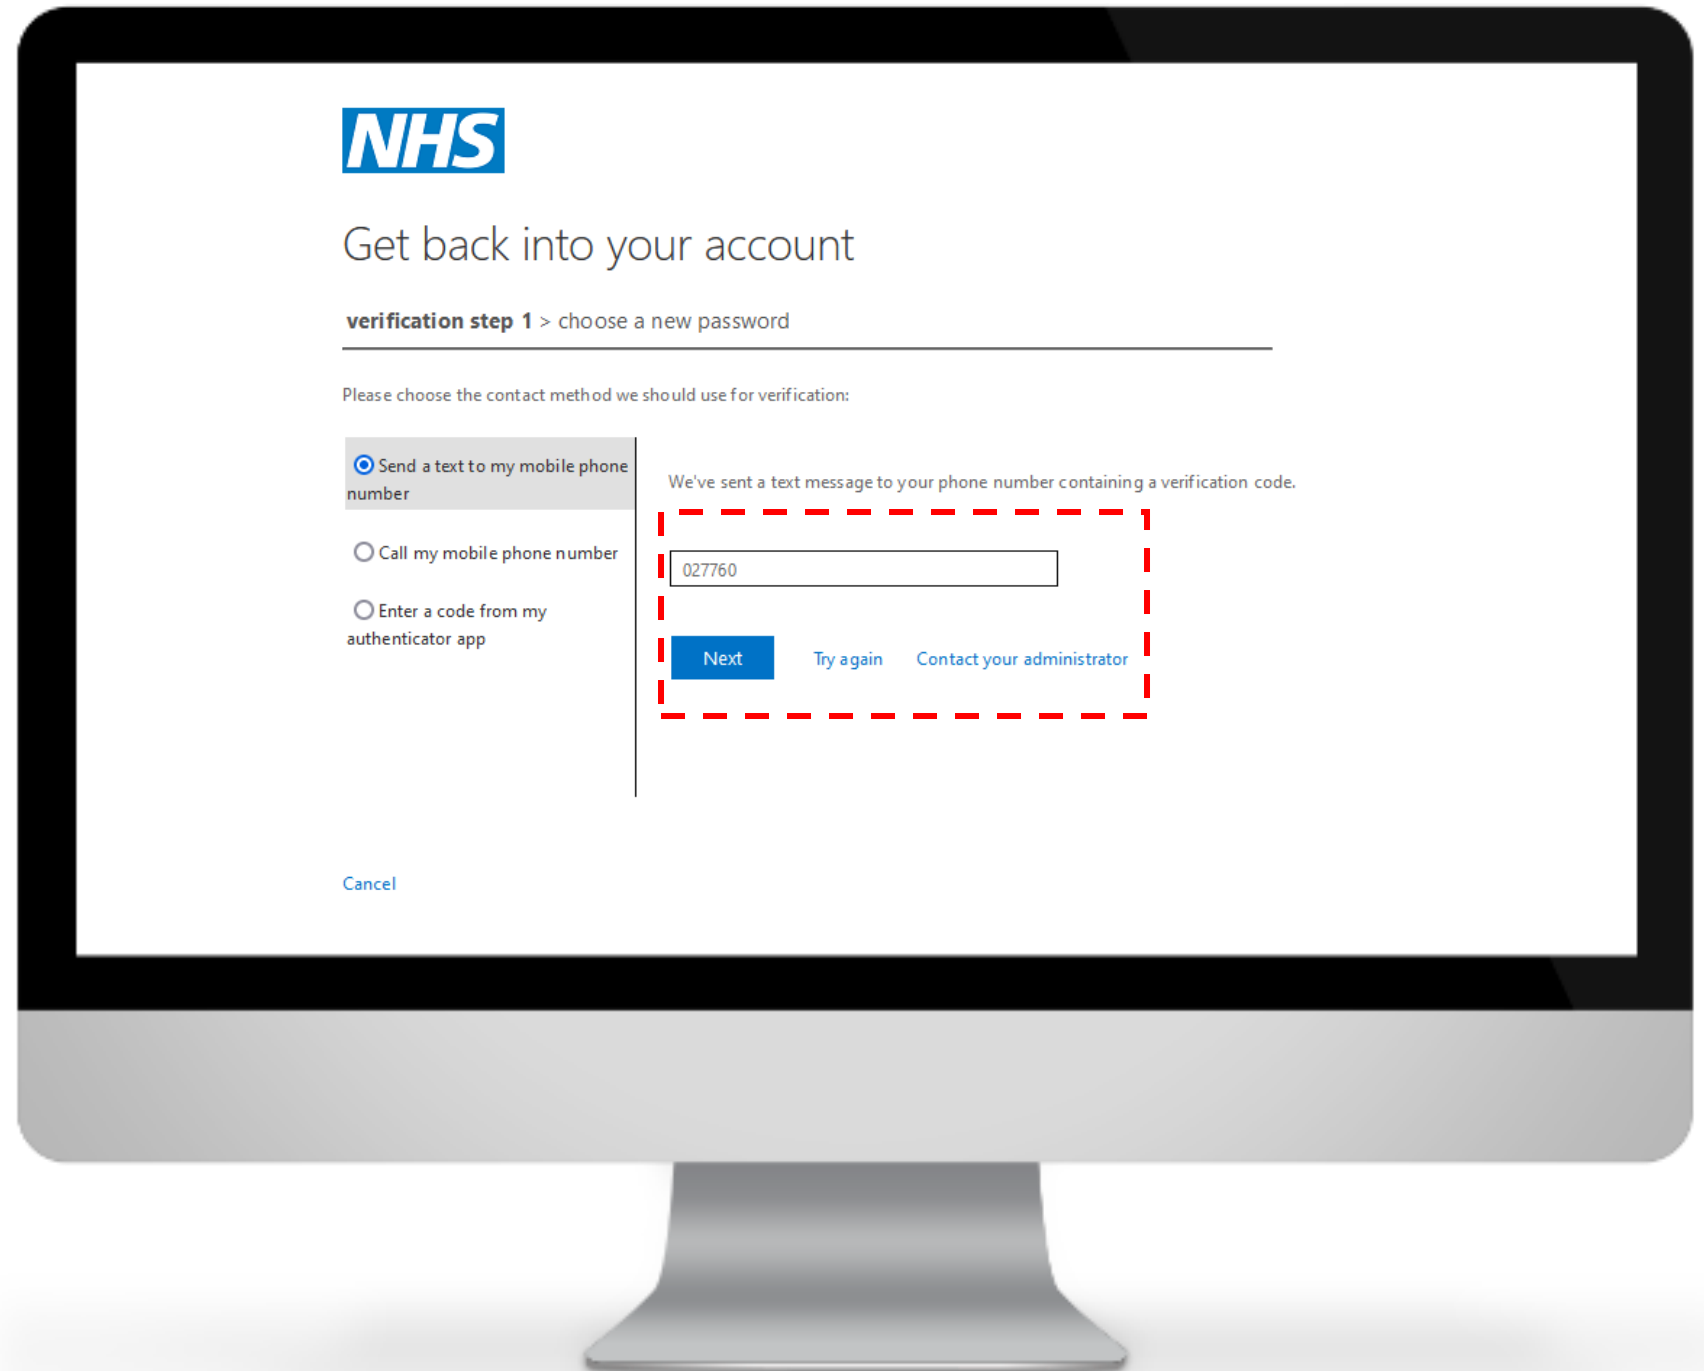 NHS
Get back into your account
verification step 1 > choose a new password
Please choose the contact method we should use for verification:
Send a text to my mobile phone
number
Call my mobile phone number
Enter a code from my
authenticator app
We've sent a text message to your phone number containing a verification code.
027760
Next Try again Contact your administrator
Cancel